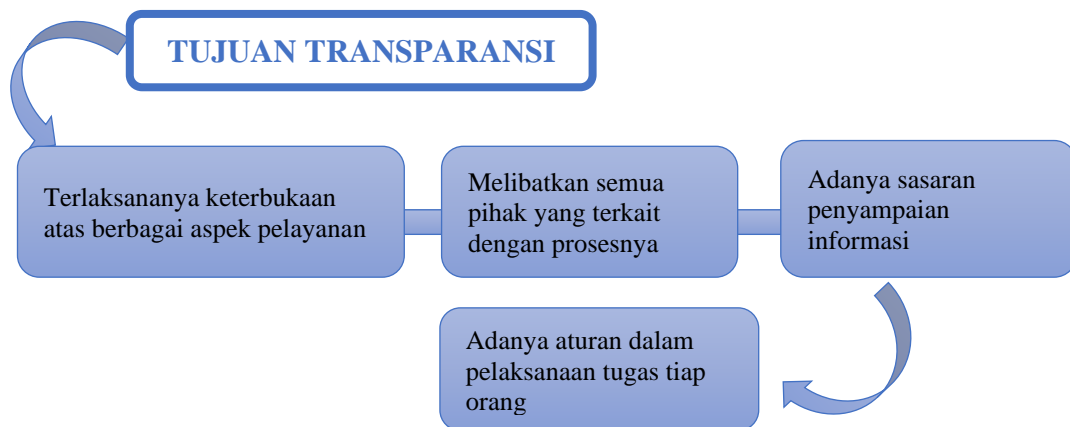 TUJUAN TRANSPARANSI
Terlaksananya keterbukaan
atas berbagai aspek pelayanan
Melibatkan semua
pihak yang terkait
dengan prosesnya
Adanya sasaran
penyampaian
informasi
Adanya aturan dalam
pelaksanaan tugas tiap
orang